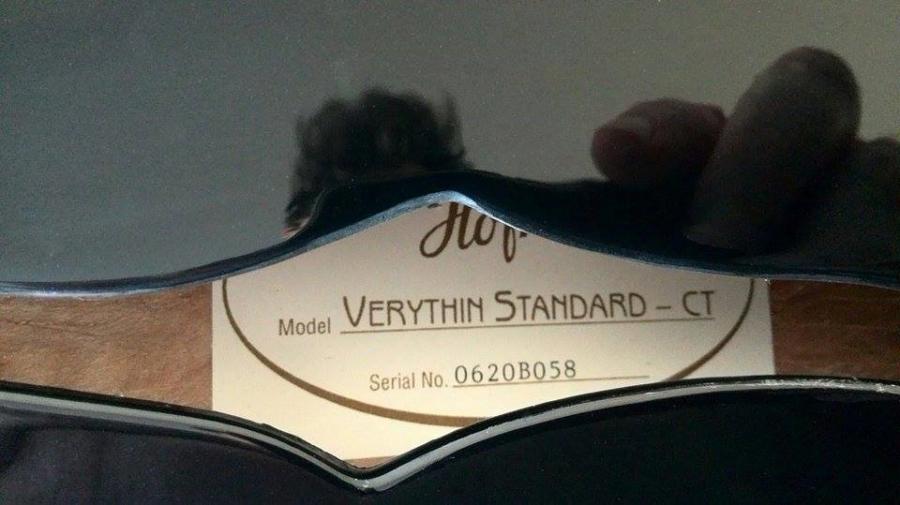 Model VERYTHIN STANDARD – CT
Serial No. 0620B058